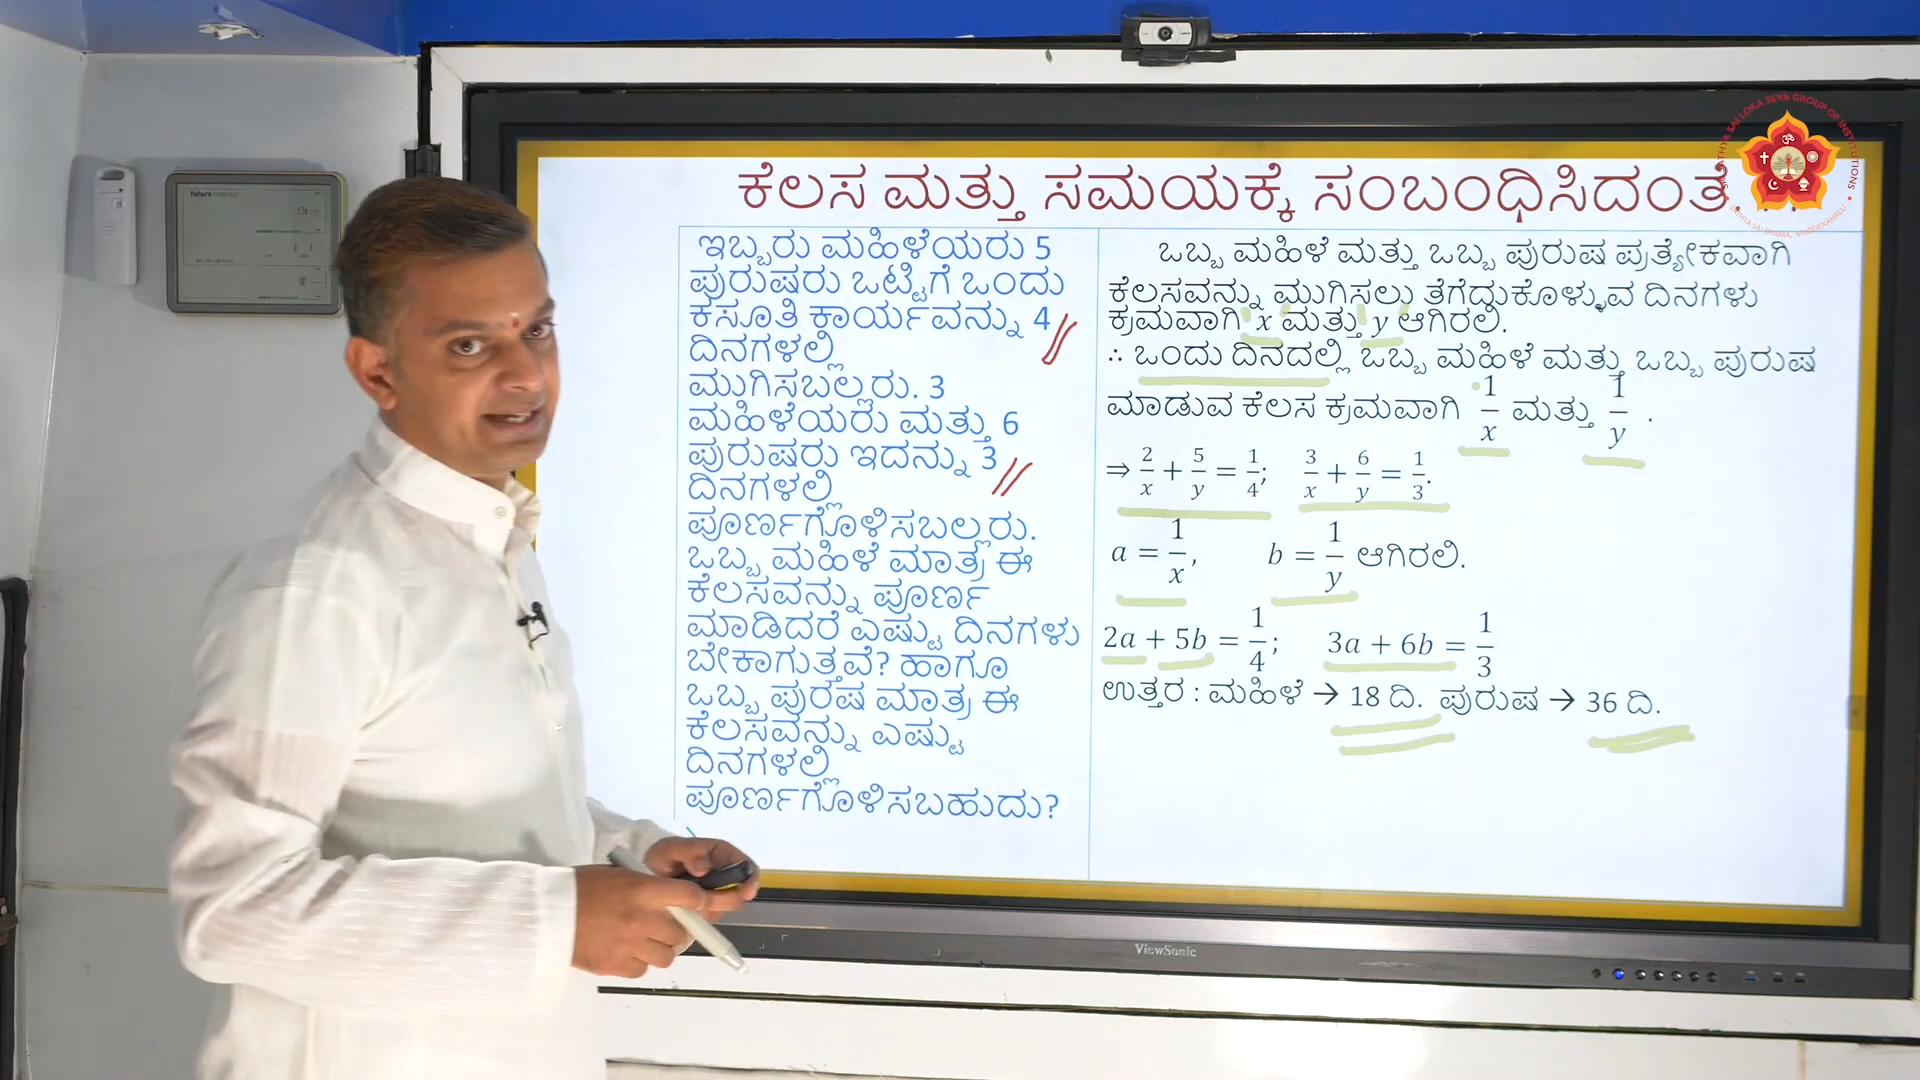 ಕೆಲಸ ಮತ್ತು ಸಮಯಕ್ಕೆ ಸಂಬಂಧಿಸಿದಂತೆ
ಇಬ್ಬರು ಮಹಿಳೆಯರು 5
ಪುರುಷರು ಒಟ್ಟಿಗೆ ಒಂದು
ಕಸೂತಿ ಕಾರ್ಯವನ್ನು 4
ದಿನಗಳಲ್ಲಿ
ಮುಗಿಸಬಲ್ಲರು. 3
ಮಹಿಳೆಯರು ಮತ್ತು 6
ಪುರುಷರು ಇದನ್ನು 3
ದಿನಗಳಲ್ಲಿ
ಪೂರ್ಣಗೊಳಿಸಬಲ್ಲರು.
ಒಬ್ಬ ಮಹಿಳೆ ಮಾತ್ರ ಈ
ಕೆಲಸವನ್ನು ಪೂರ್ಣ
ಮಾಡಿದರೆ ಎಷ್ಟು ದಿನಗಳು
ಬೇಕಾಗುತ್ತವೆ? ಹಾಗೂ
ಒಬ್ಬ ಪುರುಷ ಮಾತ್ರ ಈ
ಕೆಲಸವನ್ನು ಎಷ್ಟು
ದಿನಗಳಲ್ಲಿ
ಪೂರ್ಣಗೊಳಿಸಬಹುದು?
ಒಬ್ಬ ಮಹಿಳೆ ಮತ್ತು ಒಬ್ಬ ಪುರುಷ ಪ್ರತ್ಯೇಕವಾಗಿ
ಕೆಲಸವನ್ನು ಮುಗಿಸಲು ತೆಗೆದುಕೊಳ್ಳುವ ದಿನಗಳು
ಕ್ರಮವಾಗಿ x ಮತ್ತು y ಆಗಿರಲಿ.
∴ ಒಂದು ದಿನದಲ್ಲಿ ಒಬ್ಬ ಮಹಿಳೆ ಮತ್ತು ಒಬ್ಬ ಪುರುಷ
ಮಾಡುವ ಕೆಲಸ ಕ್ರಮವಾಗಿ 1/x ಮತ್ತು 1/y .
⇒ 2/x + 5/y = 1/4; 3/x + 6/y = 1/3.
a = 1/x, b = 1/y ಆಗಿರಲಿ.
2a + 5b = 1/4; 3a + 6b = 1/3
ಉತ್ತರ : ಮಹಿಳೆ → 18 ದಿ. ಪುರುಷ → 36 ದಿ.
ViewSonic
future FORECAST